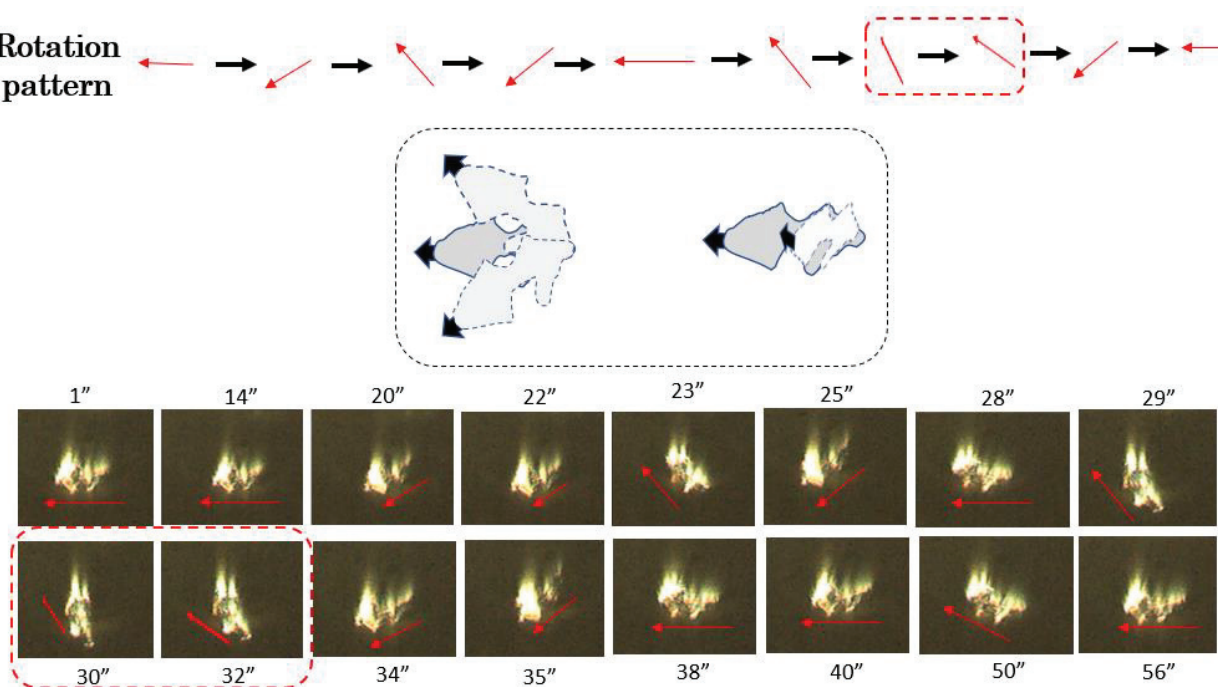 Rotation
pattern
1” 14” 20” 22” 23” 25” 28” 29”
30” 32” 34” 35” 38” 40” 50” 56”